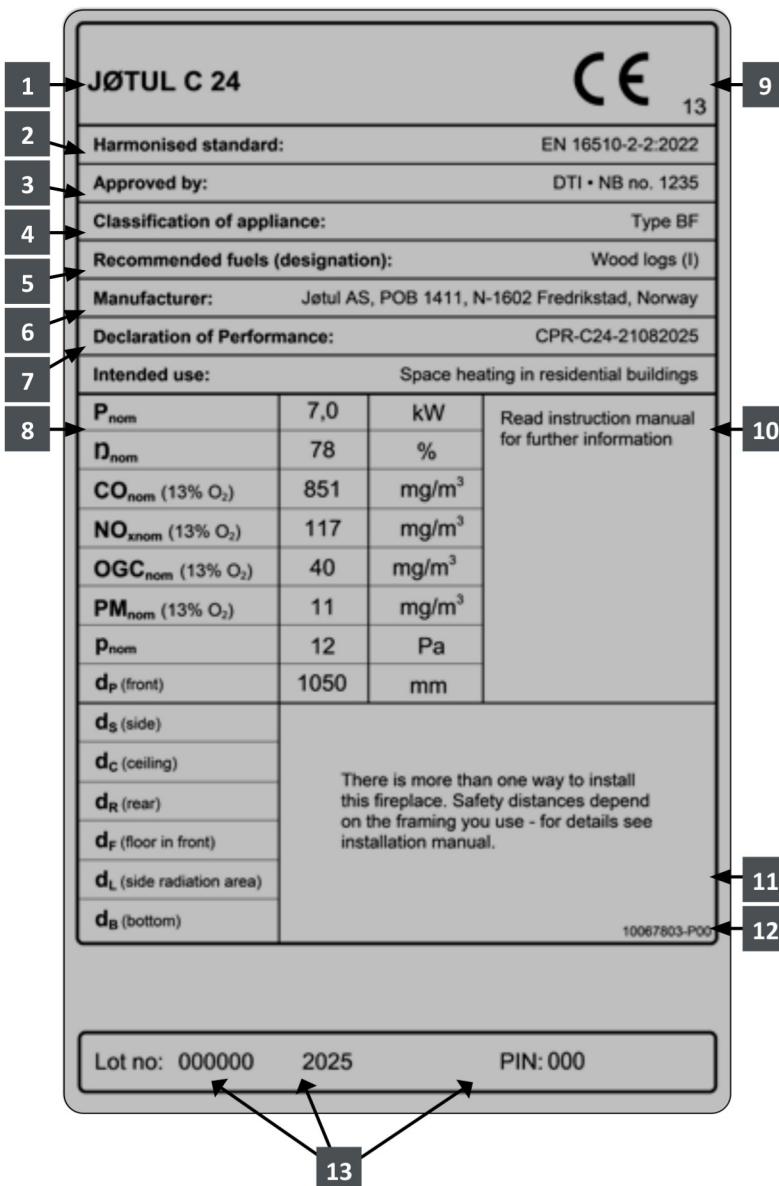 1 JØTUL C 24 CE 13 9
2 Harmonised standard: EN 16510-2-2:2022
3 Approved by: DTI • NB no. 1235
4 Classification of appliance: Type BF
5 Recommended fuels (designation): Wood logs (I)
6 Manufacturer: Jøtul AS, POB 1411, N-1602 Fredrikstad, Norway
7 Declaration of Performance: CPR-C24-21082025
Intended use: Space heating in residential buildings
8 Pnom 7,0 kW
Read instruction manual 10
for further information
ηnom 78 %
COnom (13% O₂) 851 mg/m³
NOxnom (13% O₂) 117 mg/m³
OGCnom (13% O₂) 40 mg/m³
PMnom (13% O₂) 11 mg/m³
pnom 12 Pa
dP (front) 1050 mm
dS (side)
dC (ceiling)
dR (rear)
dF (floor in front)
dL (side radiation area)
dB (bottom)
There is more than one way to install
this fireplace. Safety distances depend
on the framing you use - for details see
installation manual.
11
10067803-P00 12
Lot no: 000000 2025 PIN: 000
13